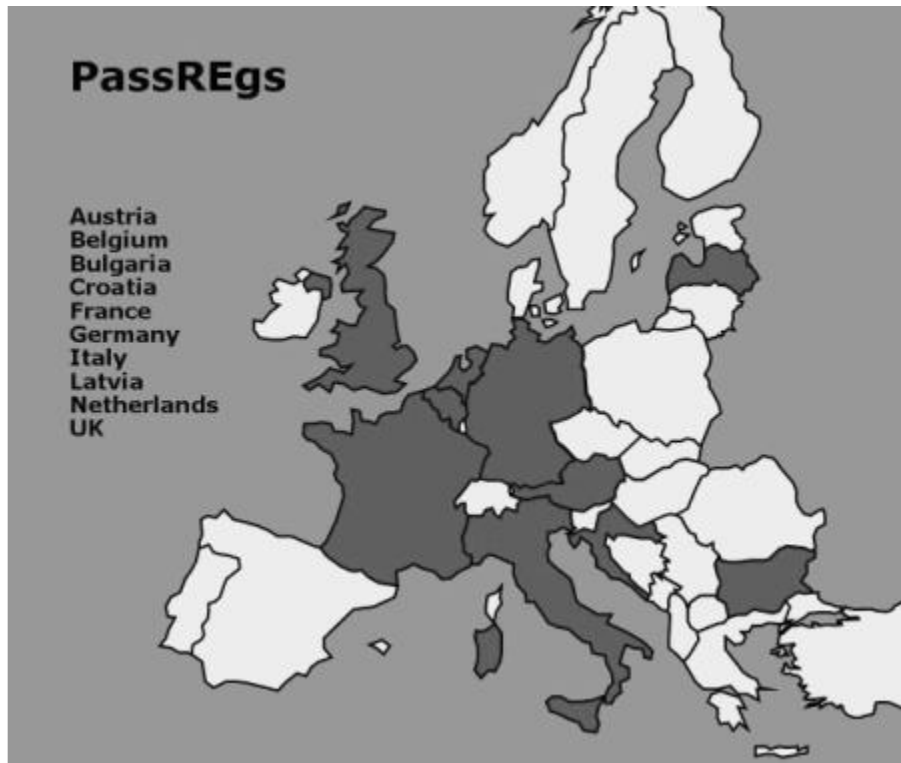 PassREgs
Austria
Belgium
Bulgaria
Croatia
France
Germany
Italy
Latvia
Netherlands
UK